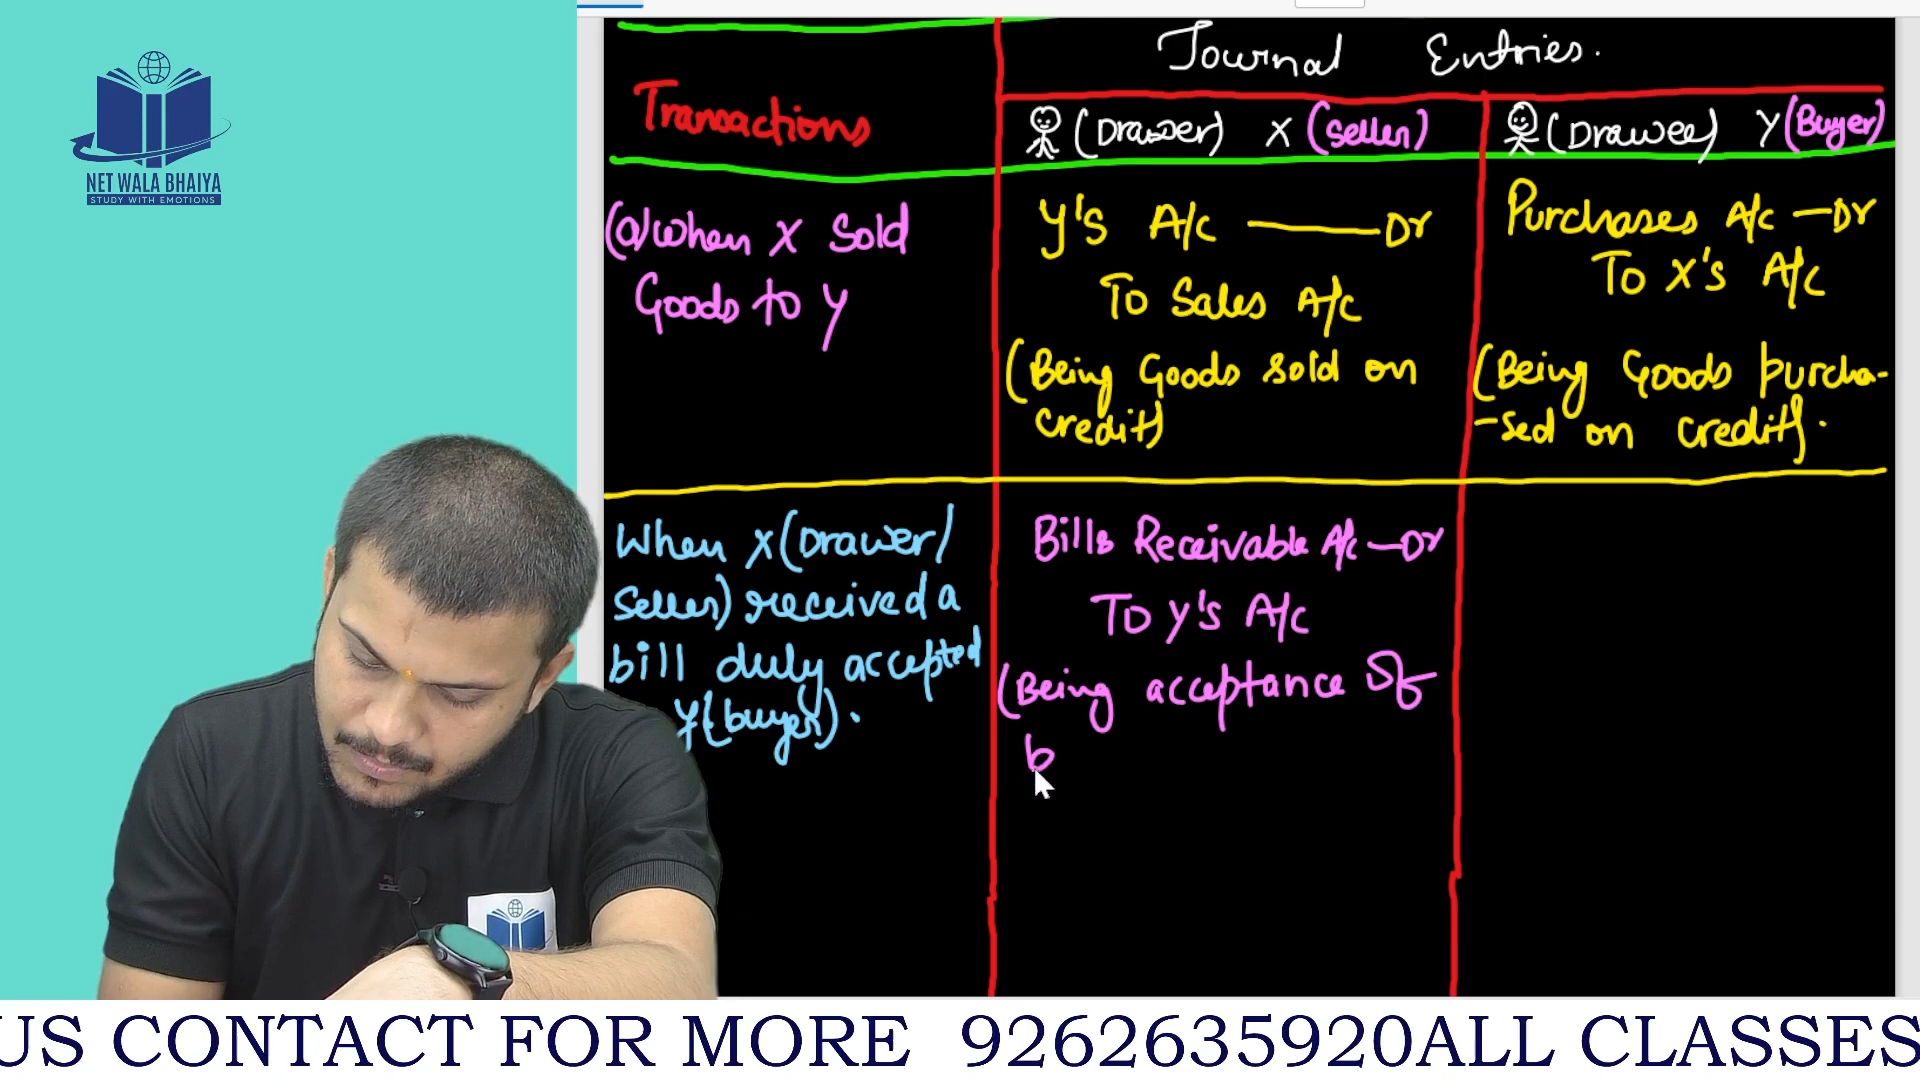 NET WALA BHAIYA
STUDY WITH EMOTIONS
Journal Entries.
Transactions
(Drawer) X (Seller)
(Drawee) Y (Buyer)
(a) When X Sold
Goods to Y
Y's A/c ——— Dr
To Sales A/c
(Being Goods sold on
credit)
Purchases A/c — Dr
To X's A/c
(Being Goods purcha-
-sed on credit).
When X (Drawer/
Seller) received a
bill duly accepted
Y (buyer).
Bills Receivable A/c — Dr
To Y's A/c
(Being acceptance of
b
US CONTACT FOR MORE 9262635920ALL CLASSES